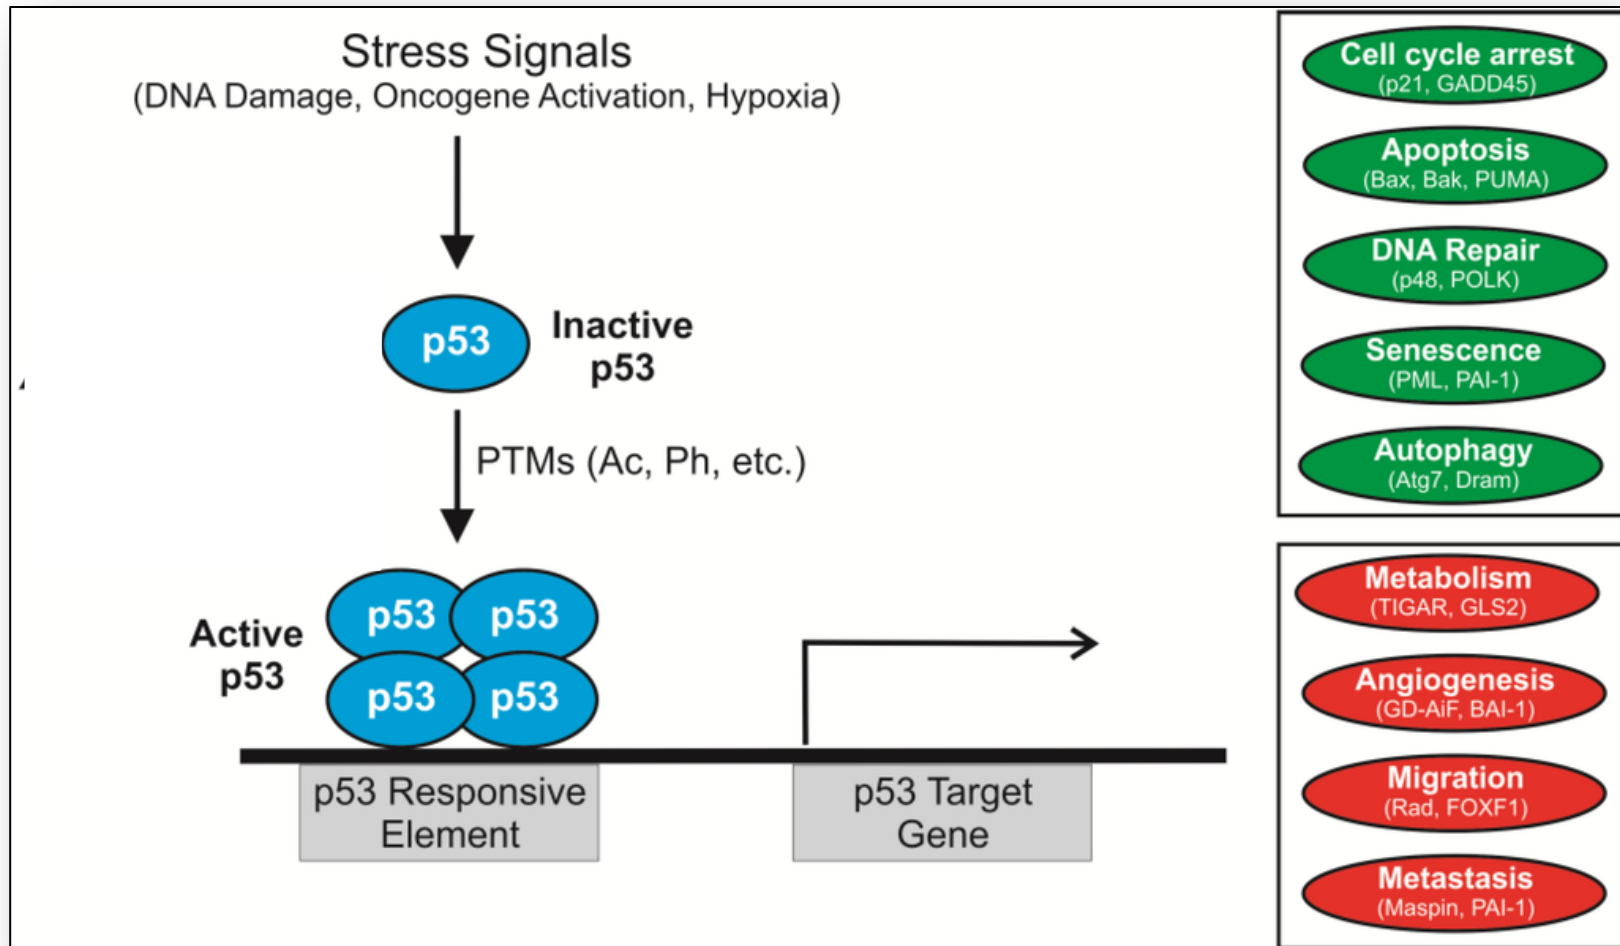 Stress Signals
(DNA Damage, Oncogene Activation, Hypoxia)
p53
Inactive
p53
PTMs (Ac, Ph, etc.)
Active
p53
p53
p53
p53
p53
p53 Responsive
Element
p53 Target
Gene
Cell cycle arrest
(p21, GADD45)
Apoptosis
(Bax, Bak, PUMA)
DNA Repair
(p48, POLK)
Senescence
(PML, PAI-1)
Autophagy
(Atg7, Dram)
Metabolism
(TIGAR, GLS2)
Angiogenesis
(GD-AiF, BAI-1)
Migration
(Rad, FOXF1)
Metastasis
(Maspin, PAI-1)